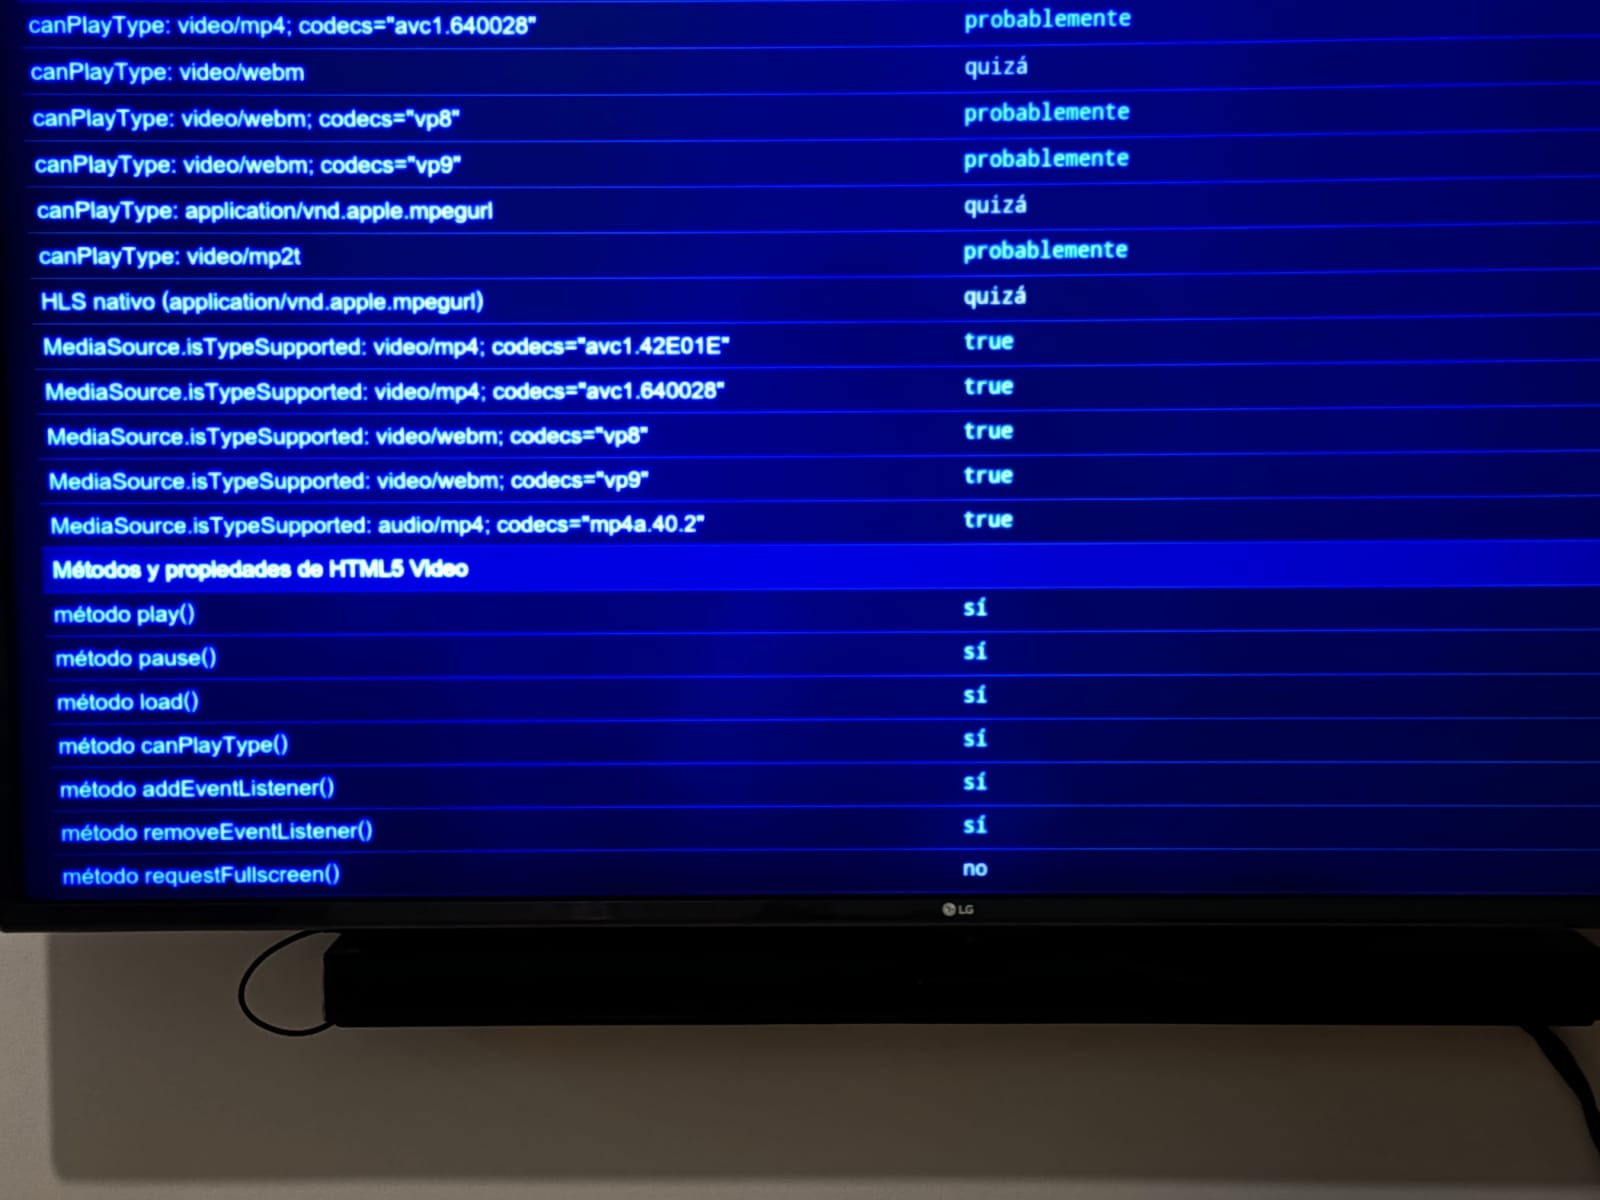 canPlayType: video/mp4; codecs="avc1.640028" probablemente
canPlayType: video/webm quizá
canPlayType: video/webm; codecs="vp8" probablemente
canPlayType: video/webm; codecs="vp9" probablemente
canPlayType: application/vnd.apple.mpegurl quizá
canPlayType: video/mp2t probablemente
HLS nativo (application/vnd.apple.mpegurl) quizá
MediaSource.isTypeSupported: video/mp4; codecs="avc1.42E01E" true
MediaSource.isTypeSupported: video/mp4; codecs="avc1.640028" true
MediaSource.isTypeSupported: video/webm; codecs="vp8" true
MediaSource.isTypeSupported: video/webm; codecs="vp9" true
MediaSource.isTypeSupported: audio/mp4; codecs="mp4a.40.2" true
Métodos y propiedades de HTML5 Video
método play() sí
método pause() sí
método load() sí
método canPlayType() sí
método addEventListener() sí
método removeEventListener() sí
método requestFullscreen() no
LG